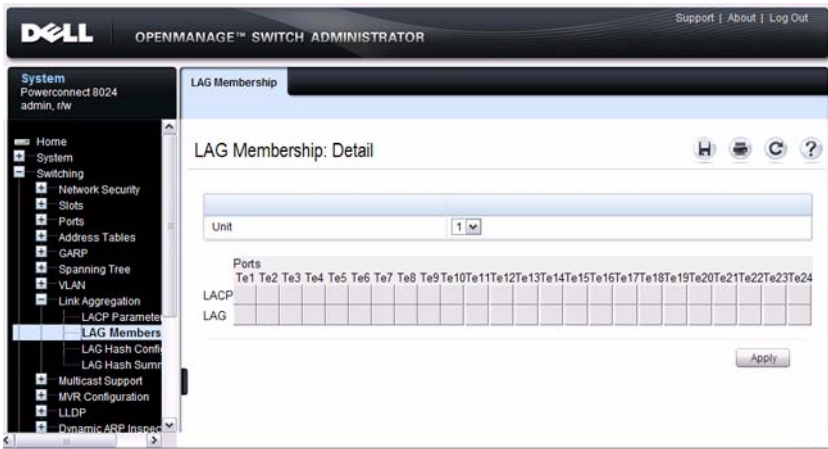 Support | About | Log Out
DELL
OPENMANAGE™ SWITCH ADMINISTRATOR
System
Powerconnect 8024
admin, r/w
LAG Membership
Home
System
Switching
Network Security
Slots
Ports
Address Tables
GARP
Spanning Tree
VLAN
Link Aggregation
LACP Paramete
LAG Members
LAG Hash Confi
LAG Hash Summ
Multicast Support
MVR Configuration
LLDP
Dynamic ARP Inspec
LAG Membership: Detail
H C ?
Unit 1
Ports
Te1 Te2 Te3 Te4 Te5 Te6 Te7 Te8 Te9 Te10 Te11 Te12 Te13 Te14 Te15 Te16 Te17 Te18 Te19 Te20 Te21 Te22 Te23 Te24
LACP
LAG
Apply